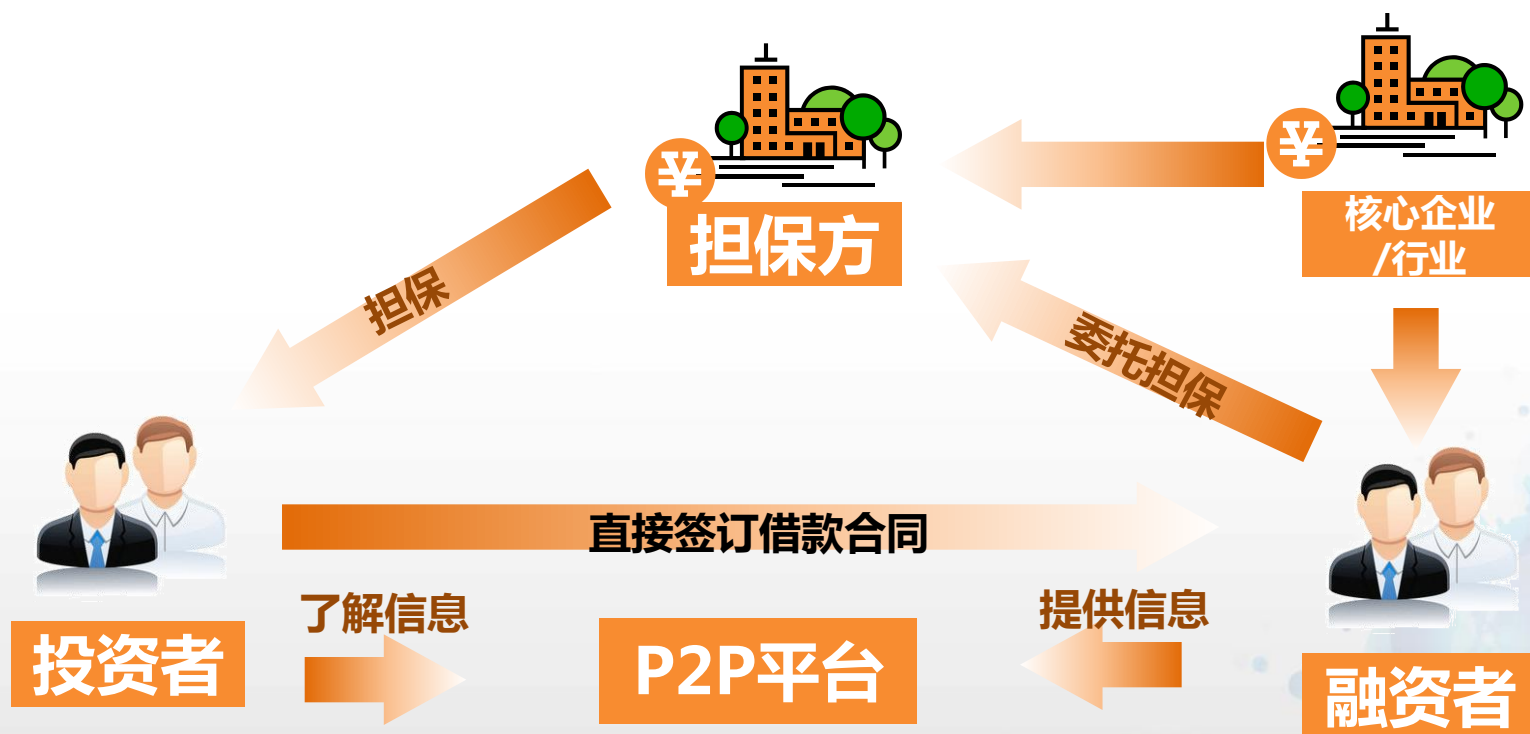 ¥
¥
核心企业
/行业
担保方
担保
委托担保
直接签订借款合同
了解信息
提供信息
投资者
P2P平台
融资者